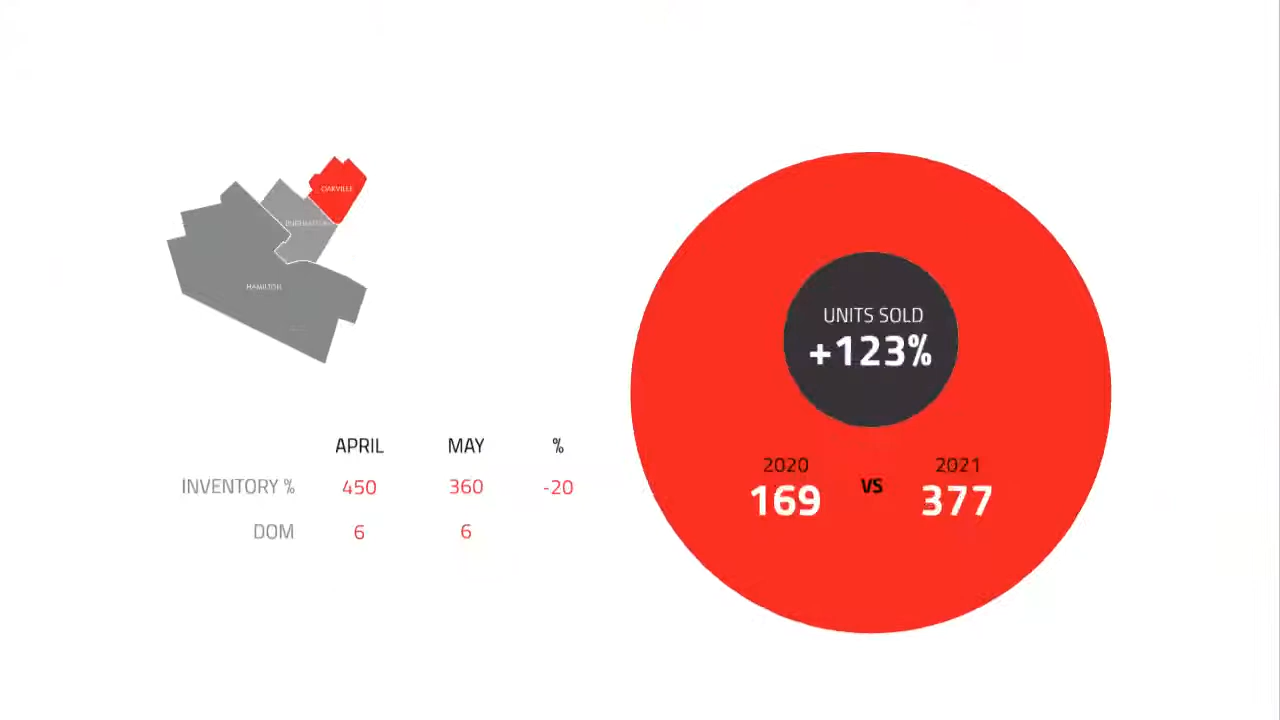 OAKVILLE
BURLINGTON
HAMILTON
APRIL MAY %
INVENTORY % 450 360 -20
DOM 6 6
UNITS SOLD
+123%
2020 VS 2021
169 377